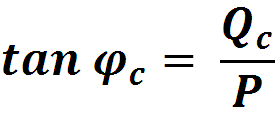 tan φc = Qc / P